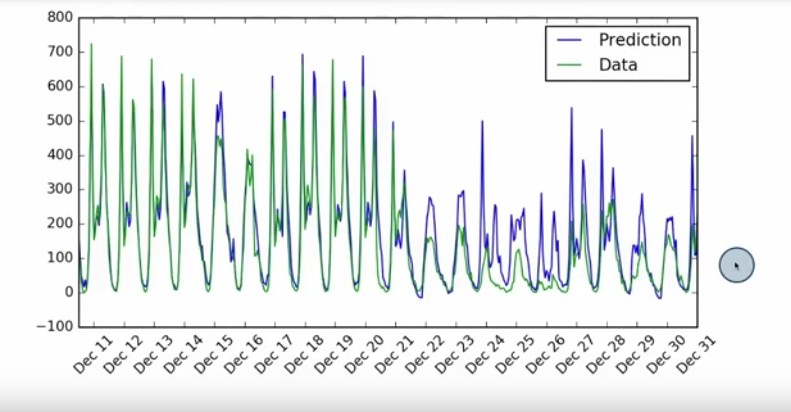 800
700
600
500
400
300
200
100
0
−100
Prediction
Data
Dec 11
Dec 12
Dec 13
Dec 14
Dec 15
Dec 16
Dec 17
Dec 18
Dec 19
Dec 20
Dec 21
Dec 22
Dec 23
Dec 24
Dec 25
Dec 26
Dec 27
Dec 28
Dec 29
Dec 30
Dec 31